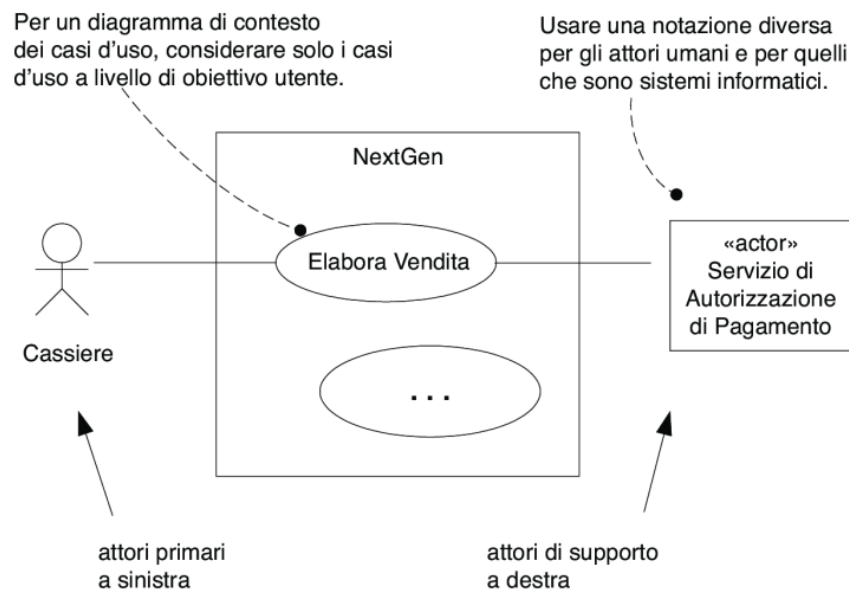 Per un diagramma di contesto
dei casi d'uso, considerare solo i casi
d'uso a livello di obiettivo utente.
Usare una notazione diversa
per gli attori umani e per quelli
che sono sistemi informatici.
NextGen
Elabora Vendita
. . .
Cassiere
«actor»
Servizio di
Autorizzazione
di Pagamento
attori primari
a sinistra
attori di supporto
a destra